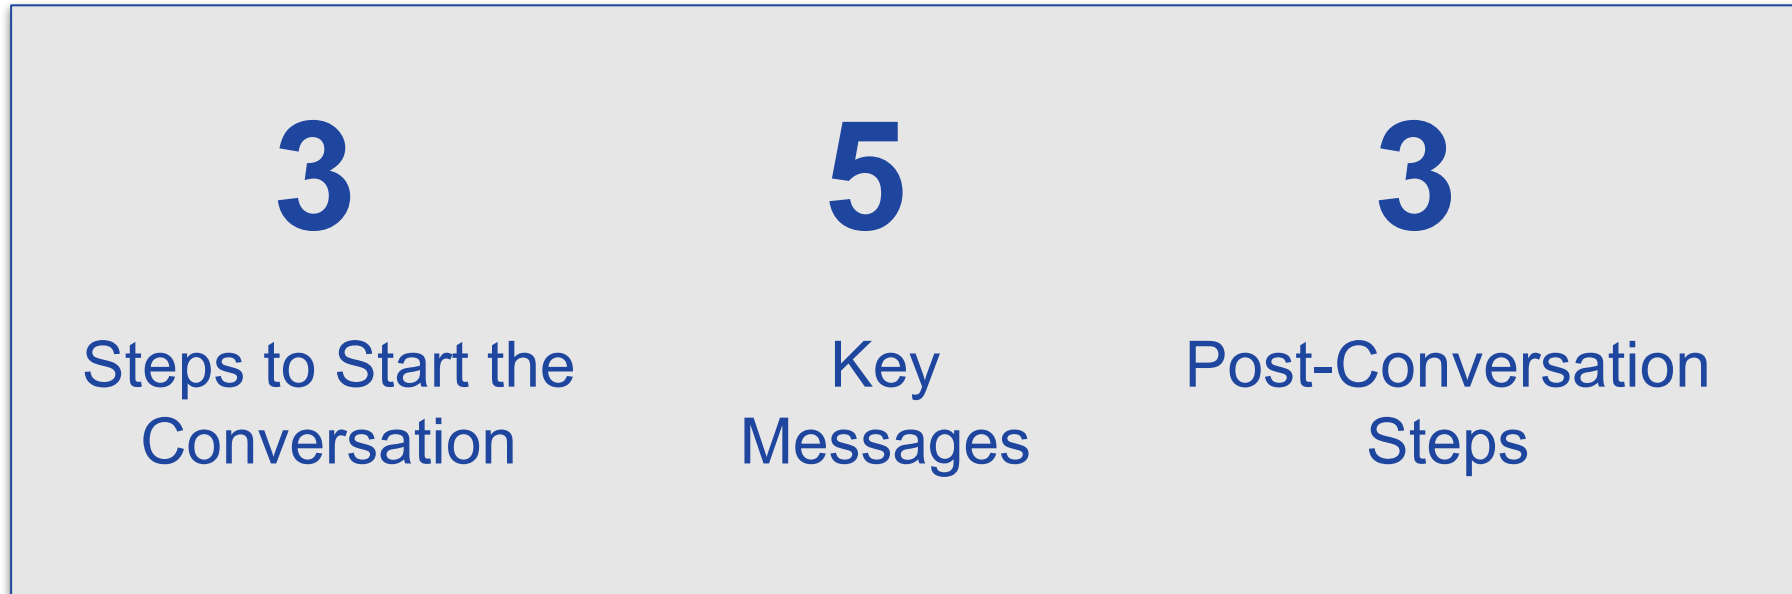 3
Steps to Start the
Conversation
5
Key
Messages
3
Post-Conversation
Steps